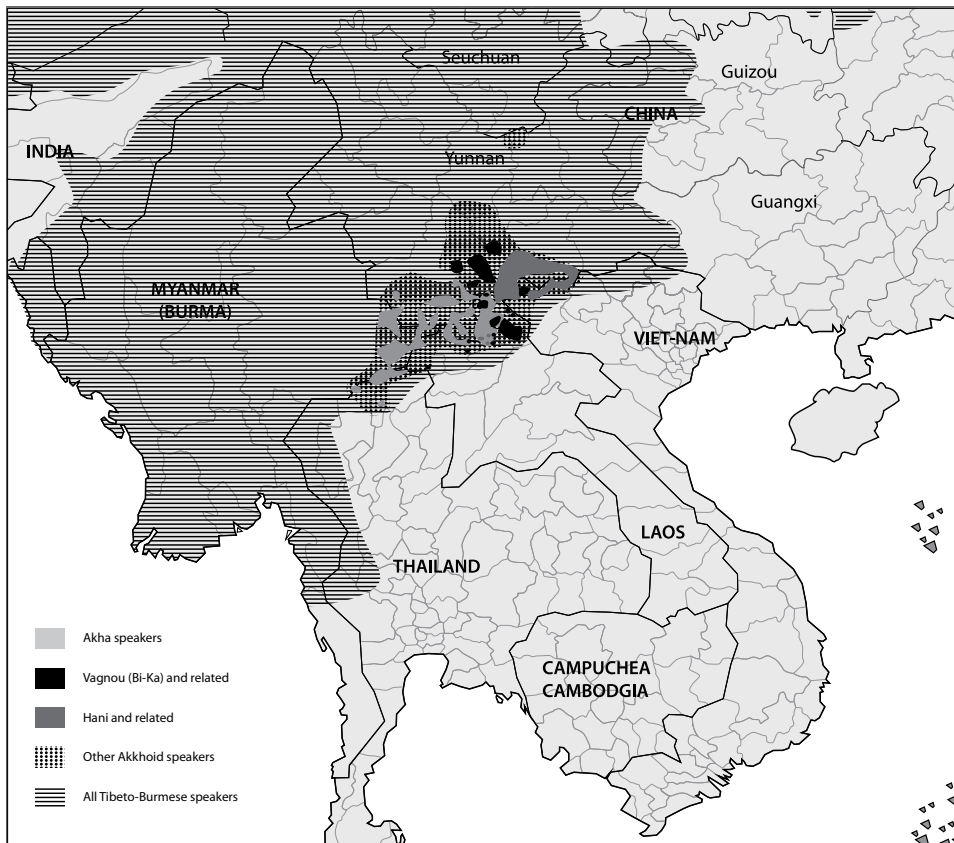 Seuchuan
Guizou
CHINA
INDIA
Yunnan
Guangxi
MYANMAR
(BURMA)
VIET-NAM
LAOS
THAILAND
CAMPUCHEA
CAMBODGIA
Akha speakers
Vagnou (Bi-Ka) and related
Hani and related
Other Akkhoid speakers
All Tibeto-Burmese speakers